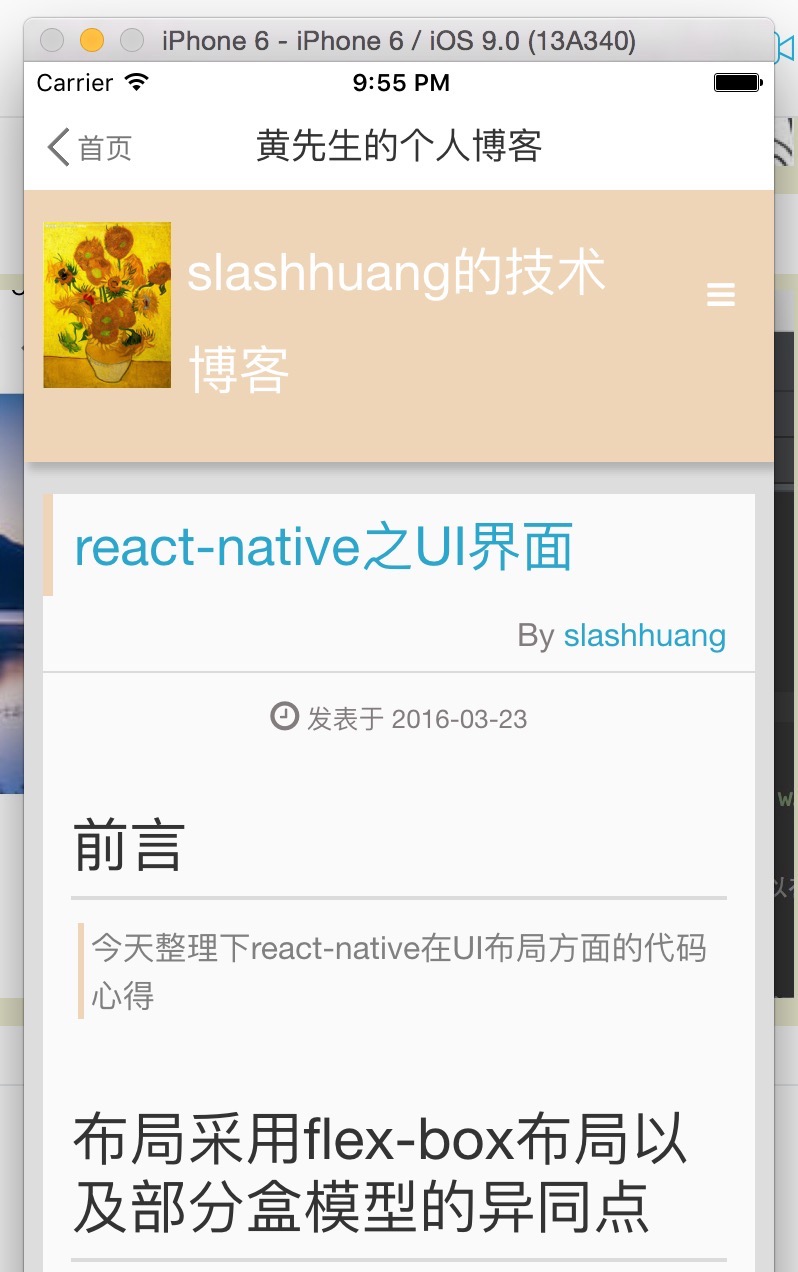 iPhone 6 - iPhone 6 / iOS 9.0 (13A340)
Carrier 9:55 PM
首页 黄先生的个人博客
slashhuang的技术
博客
react-native之UI界面
By slashhuang
发表于 2016-03-23
前言
今天整理下react-native在UI布局方面的代码
心得
布局采用flex-box布局以
及部分盒模型的异同点